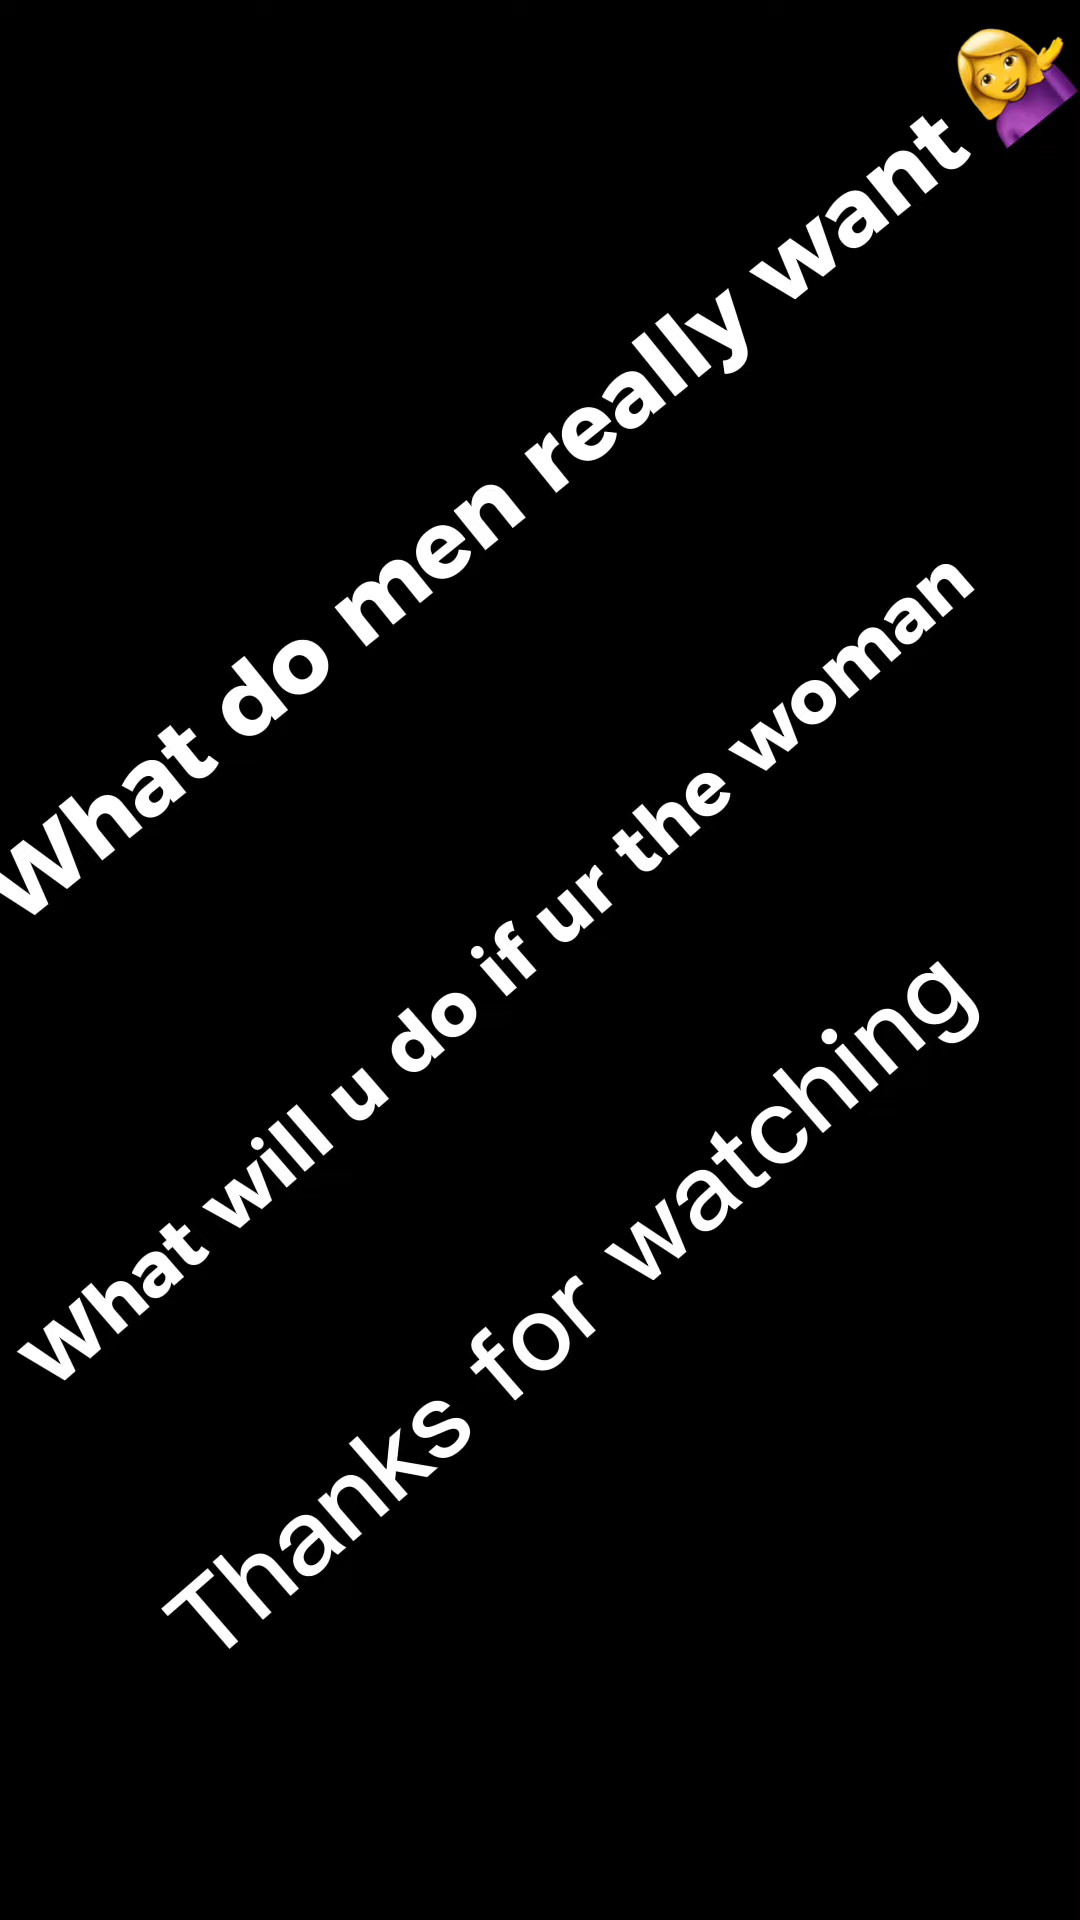 What do men really want 💁‍♀️
What will u do if ur the woman
Thanks for watching